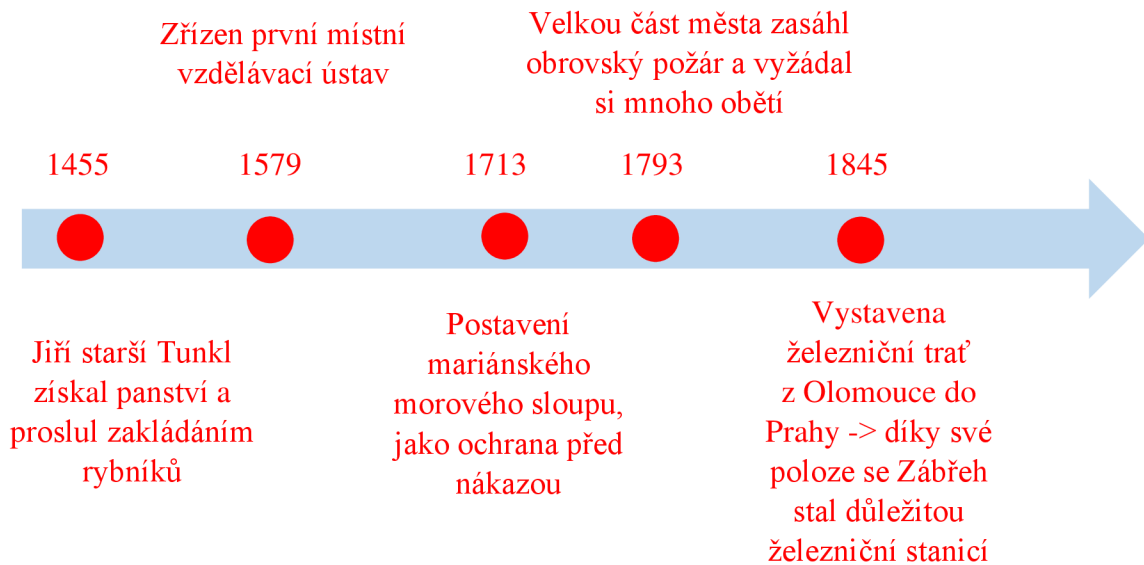 Zřízen první místní
vzdělávací ústav
Velkou část města zasáhl
obrovský požár a vyžádal
si mnoho obětí
1455
1579
1713
1793
1845
Jiří starší Tunkl
získal panství a
proslul zakládáním
rybníků
Postavení
mariánského
morového sloupu,
jako ochrana před
nákazou
Vystavena
železniční trať
z Olomouce do
Prahy -> díky své
poloze se Zábřeh
stal důležitou
železniční stanicí